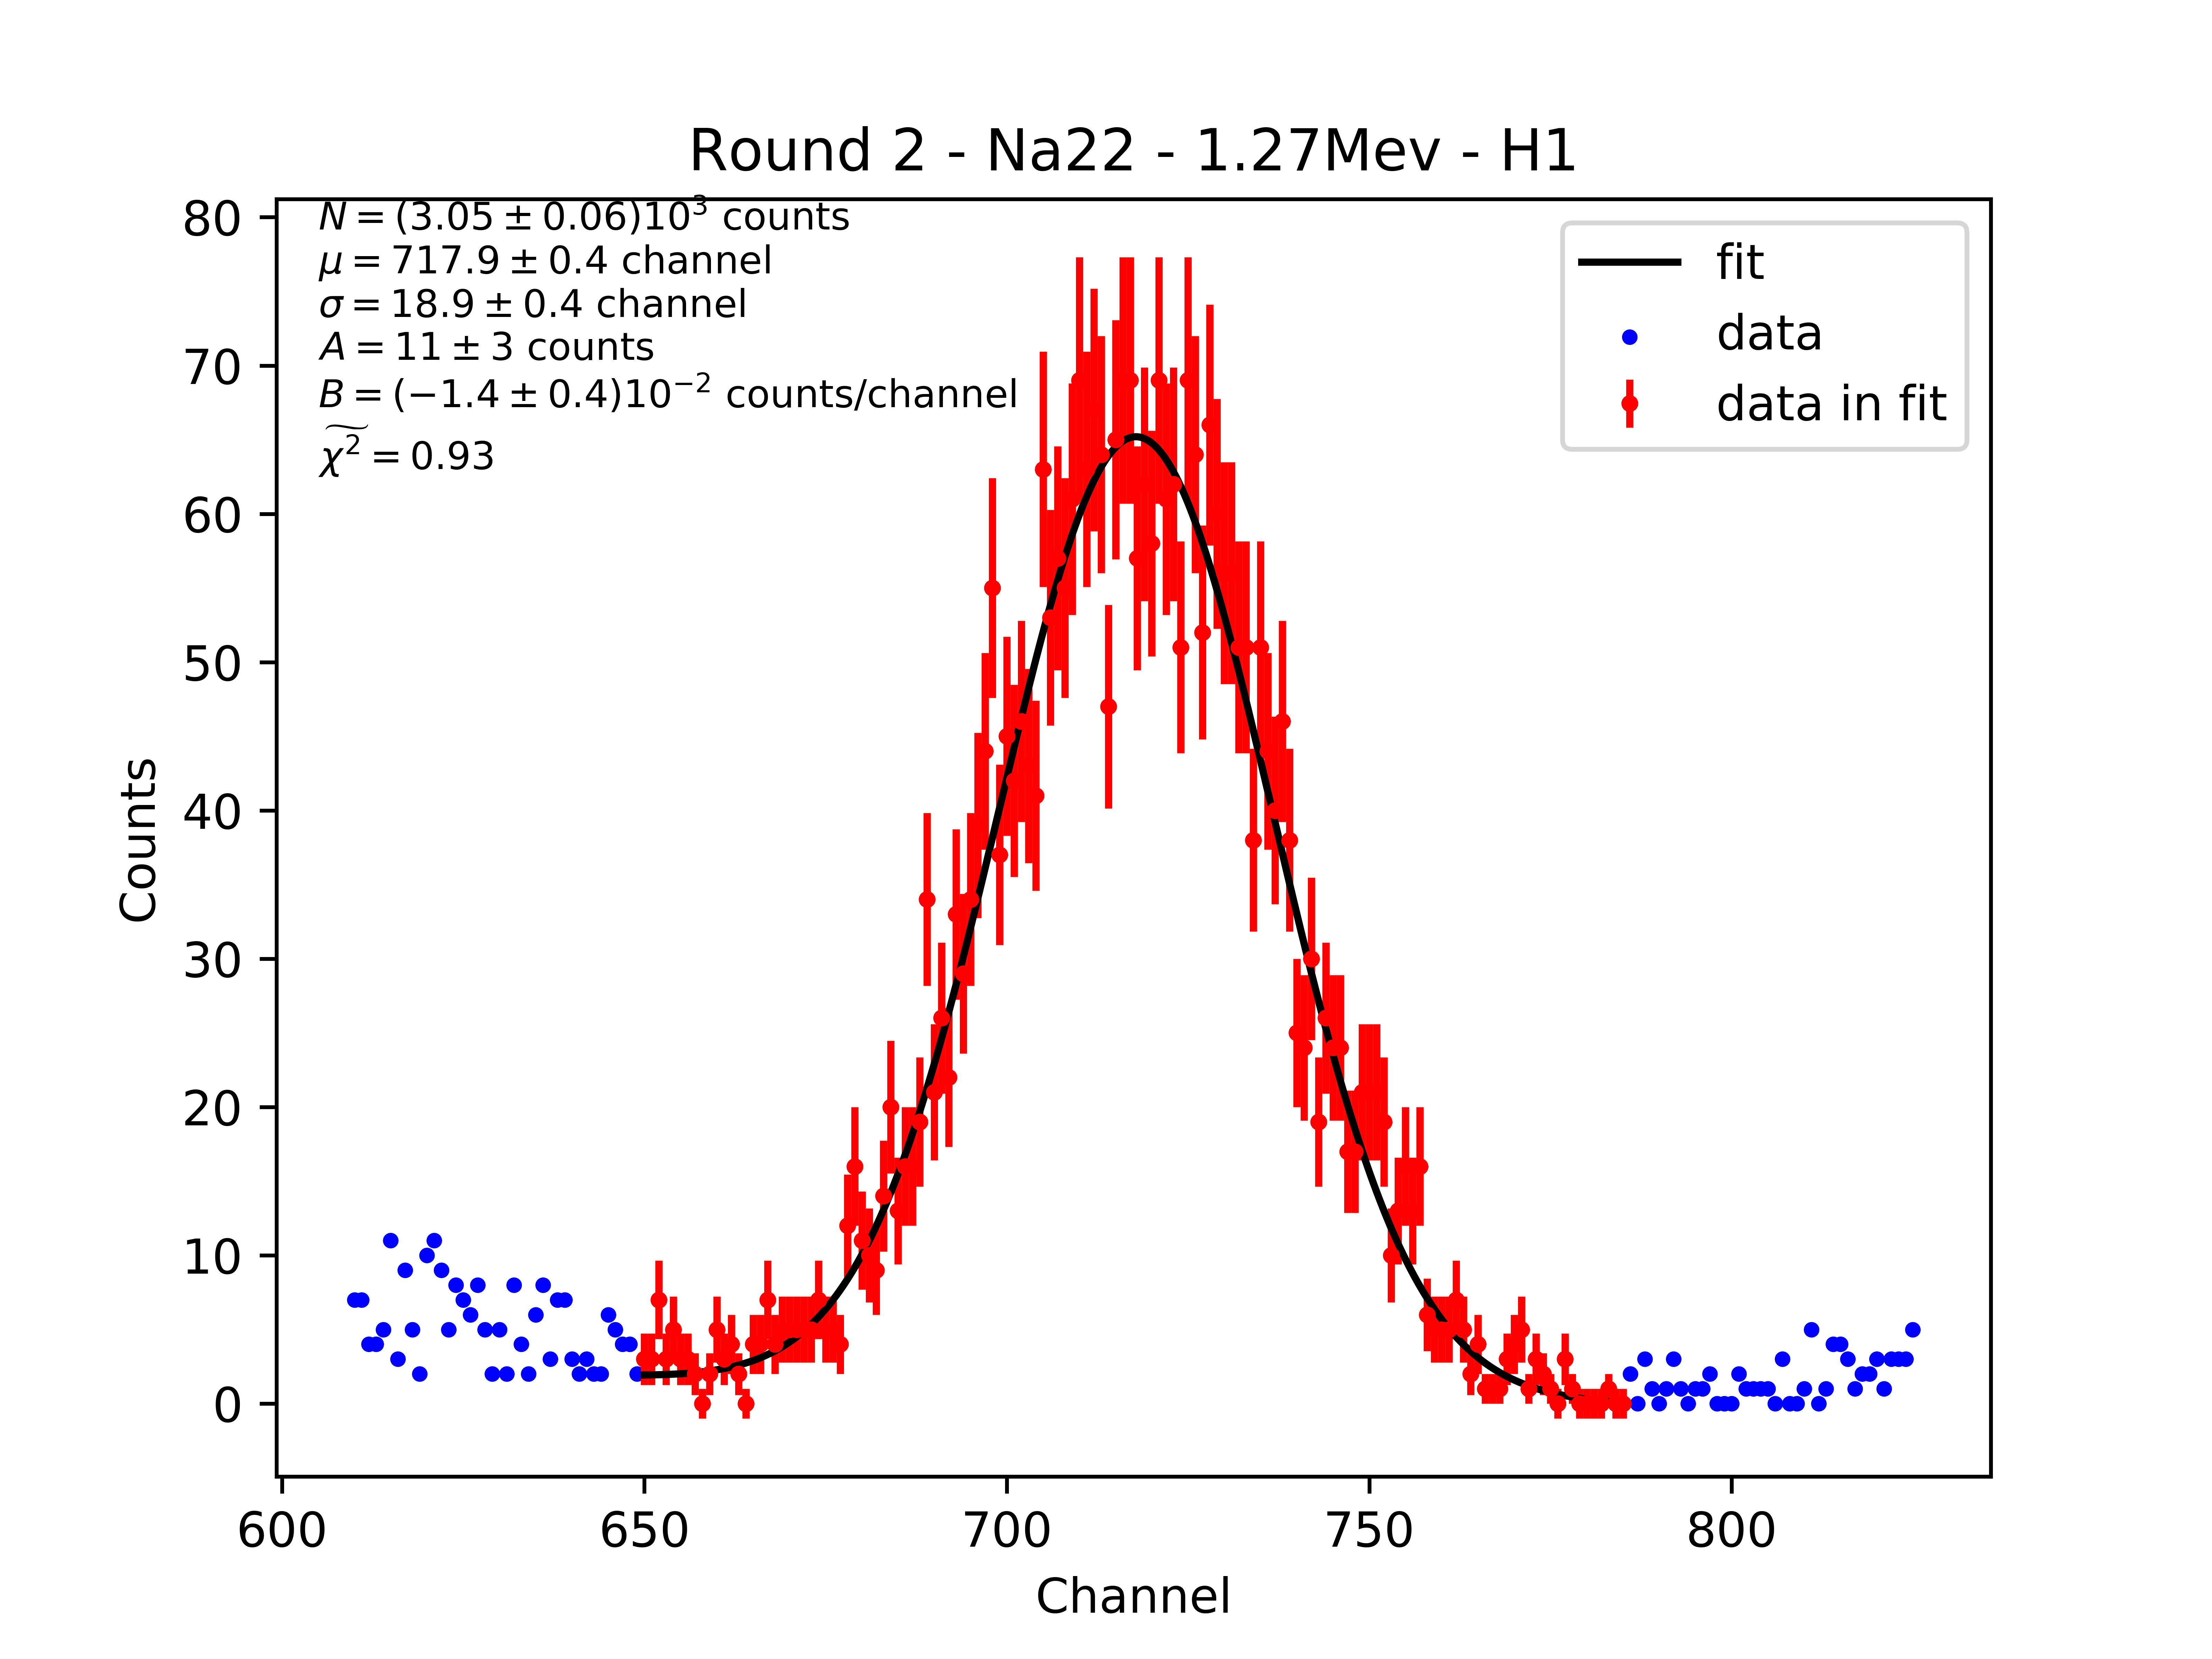 Round 2 - Na22 - 1.27Mev - H1
N = (3.05 ± 0.06)10³ counts
μ = 717.9 ± 0.4 channel
σ = 18.9 ± 0.4 channel
A = 11 ± 3 counts
B = (−1.4 ± 0.4)10⁻² counts/channel
χ̃² = 0.93
fit
data
data in fit
80
70
60
50
40
30
20
10
0
Counts
600 650 700 750 800
Channel